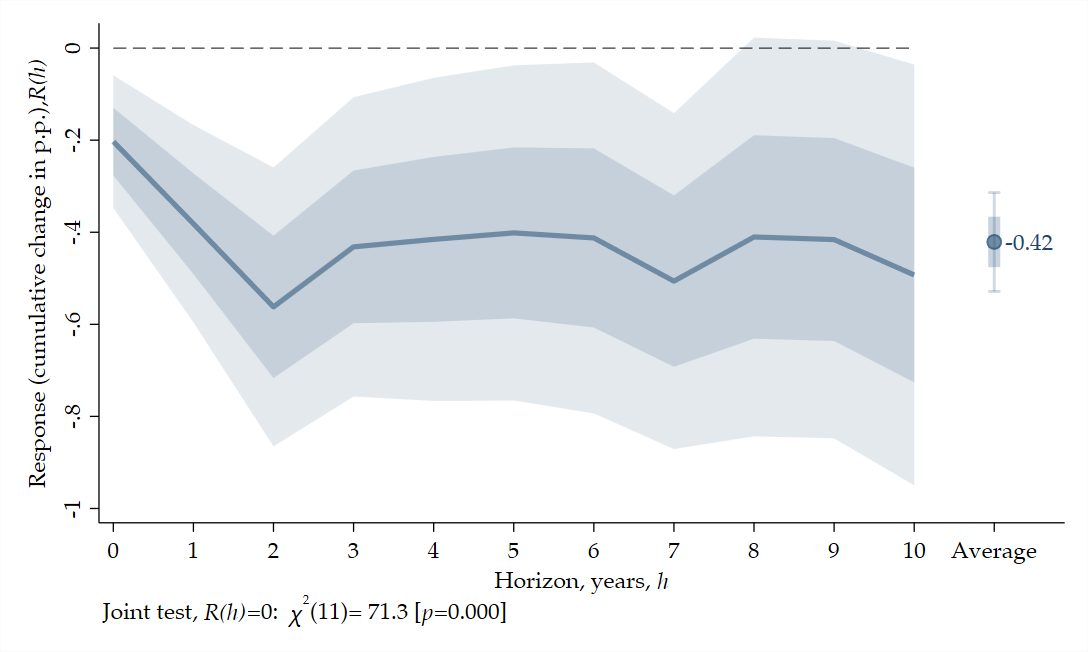 Response (cumulative change in p.p.),R(h)
0
-.2
-.4
-.6
-.8
-1
-0.42
0 1 2 3 4 5 6 7 8 9 10 Average
Horizon, years, h
Joint test, R(h)=0: χ²(11)= 71.3 [p=0.000]